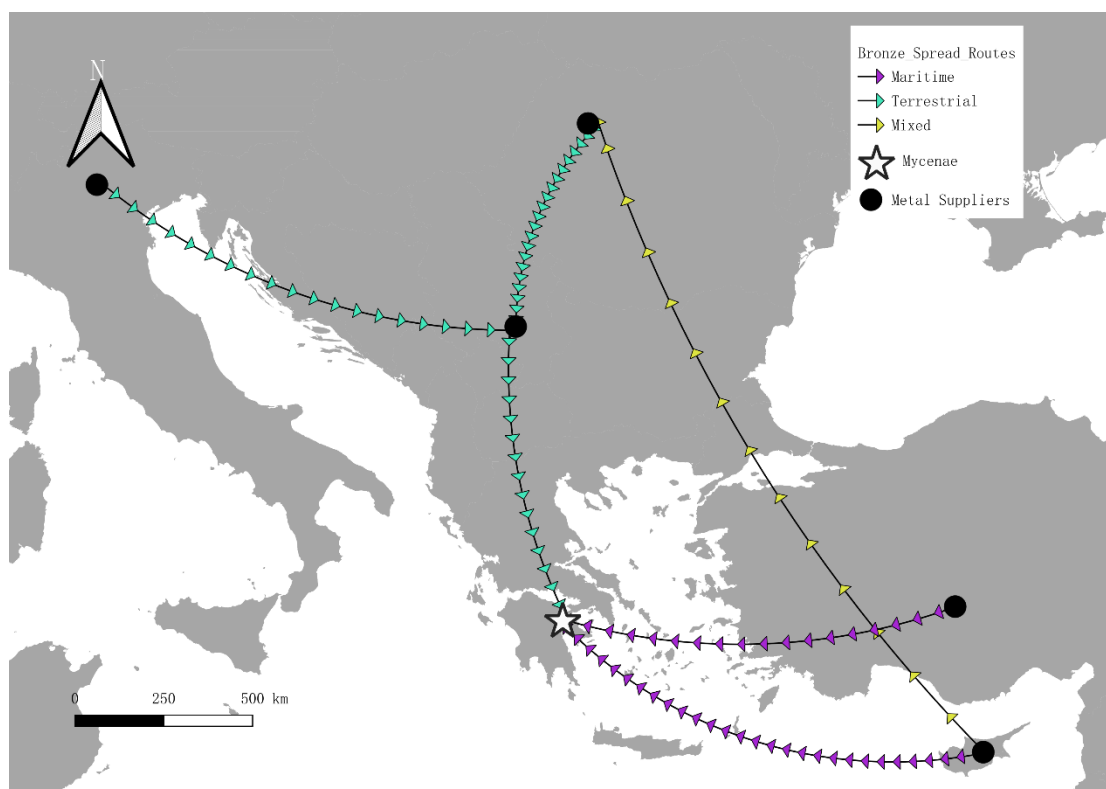 N
Bronze Spread Routes
Maritime
Terrestrial
Mixed
Mycenae
Metal Suppliers
0 250 500 km